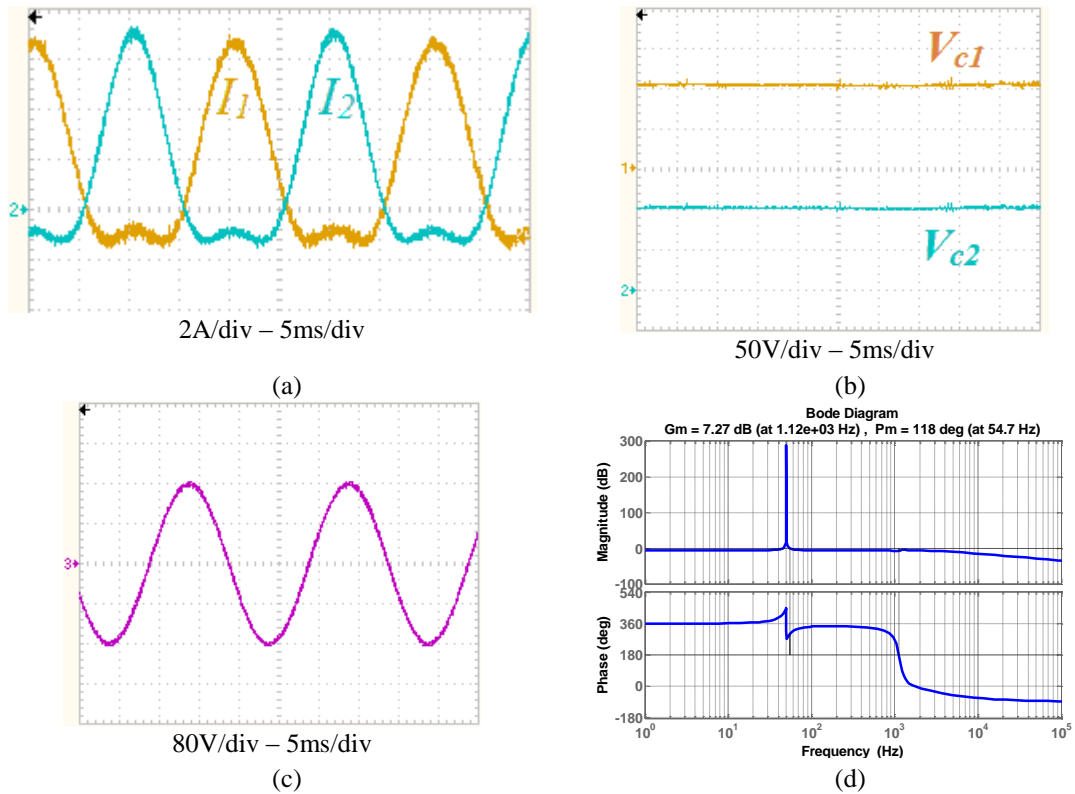 I1
I2
2
2A/div – 5ms/div
(a)
Vc1
1
Vc2
2
50V/div – 5ms/div
(b)
3
80V/div – 5ms/div
(c)
Bode Diagram
Gm = 7.27 dB (at 1.12e+03 Hz) , Pm = 118 deg (at 54.7 Hz)
Magnitude (dB)
300
200
100
0
-100
Phase (deg)
540
360
180
0
-180
10^0
10^1
10^2
10^3
10^4
10^5
Frequency (Hz)
(d)